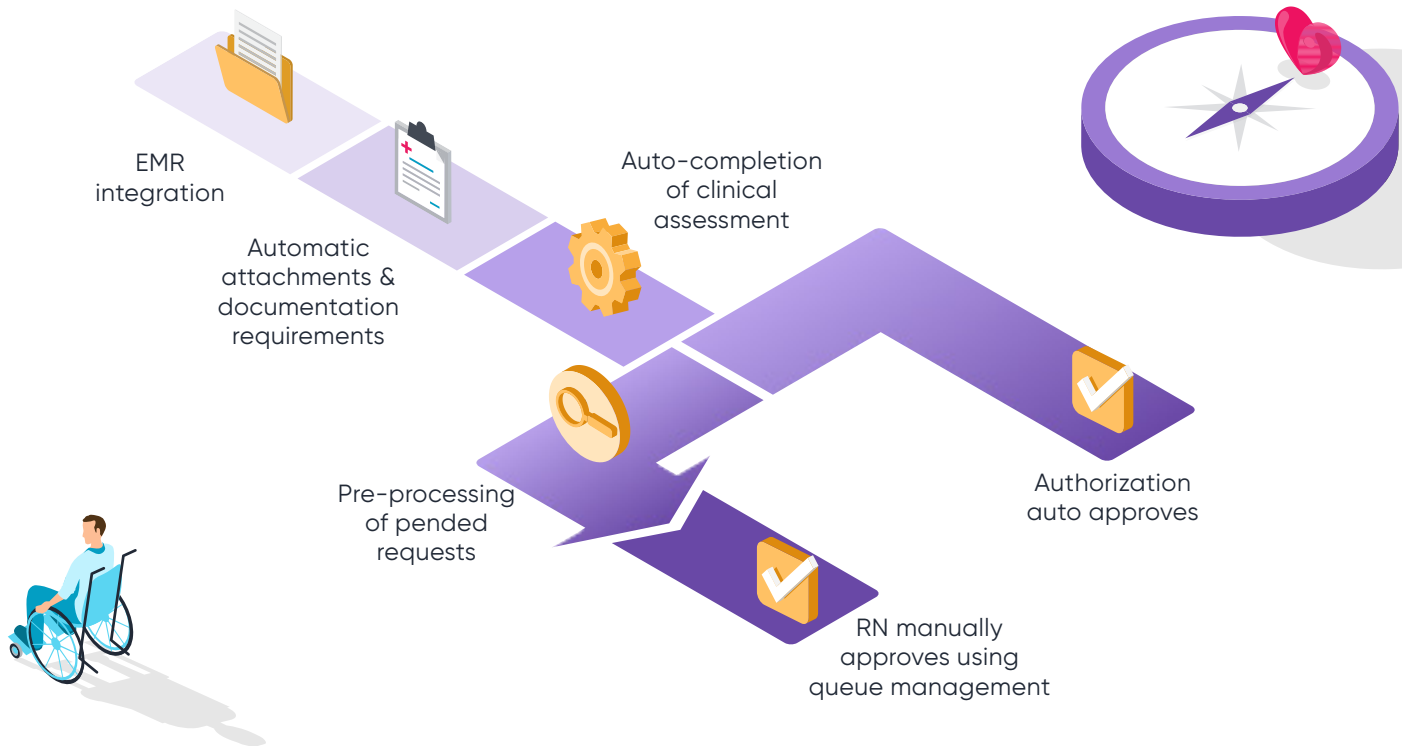 EMR
integration
Automatic
attachments &
documentation
requirements
Auto-completion
of clinical
assessment
Pre-processing
of pended
requests
Authorization
auto approves
RN manually
approves using
queue management